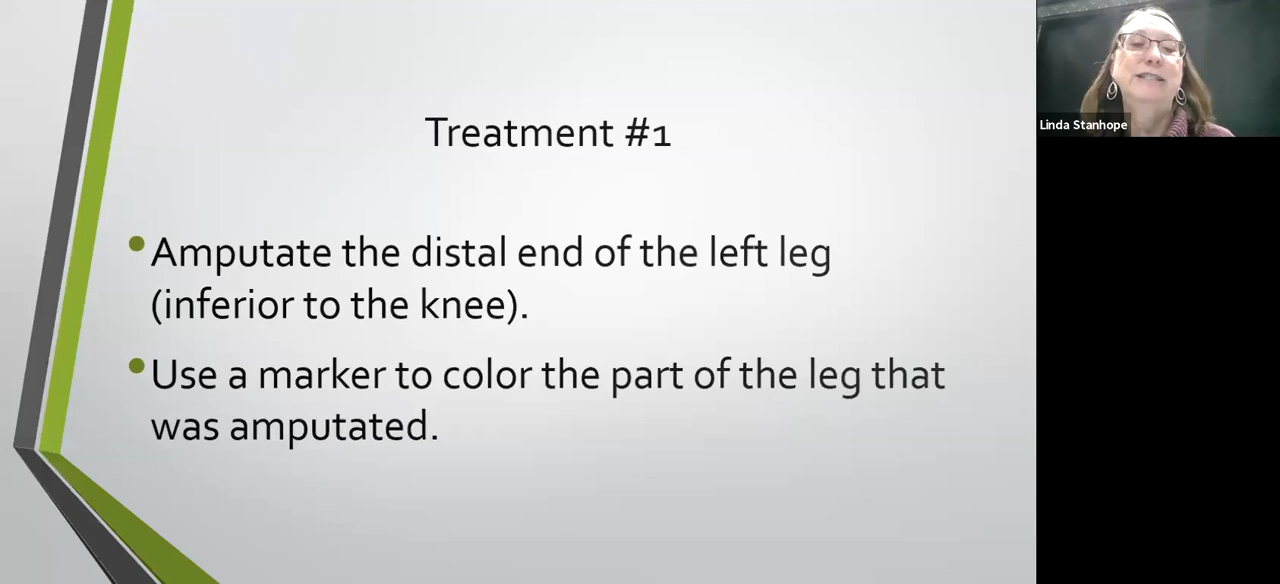 Treatment #1
•Amputate the distal end of the left leg
(inferior to the knee).
•Use a marker to color the part of the leg that
was amputated.
Linda Stanhope